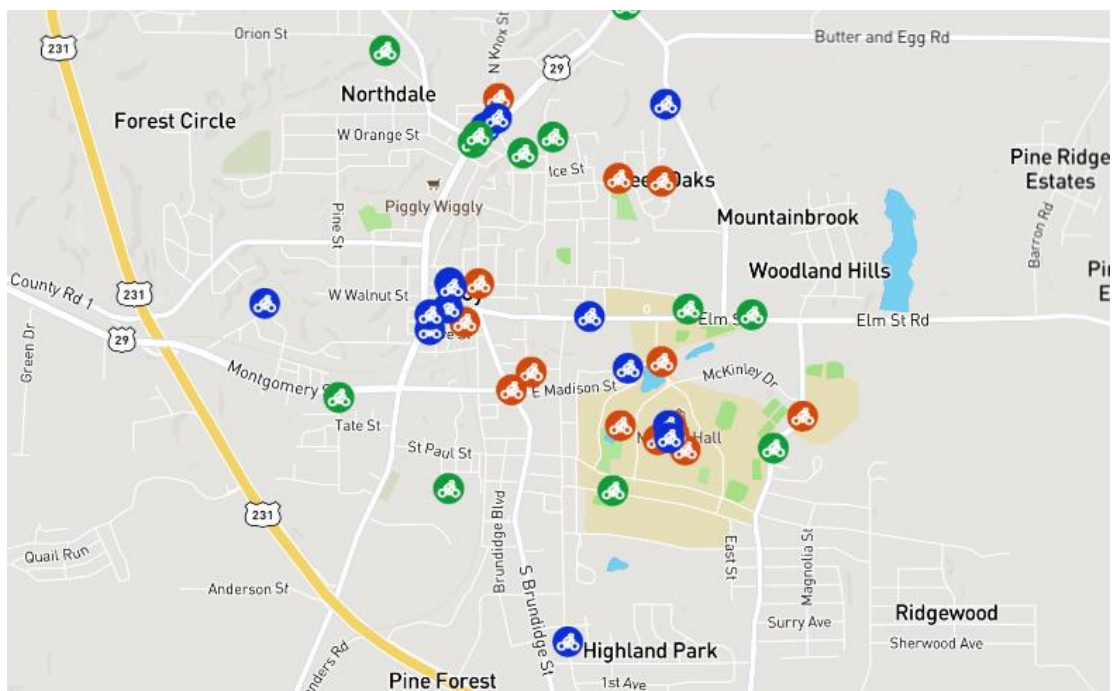 231
Orion St
N Knox St
29
Butter and Egg Rd
Northdale
Forest Circle
W Orange St
Ice St
Oaks
Pine Ridge
Estates
Piggly Wiggly
Pine St
Mountainbrook
Barron Rd
Woodland Hills
County Rd 1
231
W Walnut St
Elm S
Elm St Rd
Green Dr
29
Montgomery S
E Madison St
McKinley Dr
Tate St
Hall
St Paul St
231
Brundidge Blvd
S Brundidge St
Quail Run
East St
Magnolia St
Anderson St
Surry Ave
Ridgewood
Sherwood Ave
Highland Park
nders Rd
Pine Forest
1st Ave